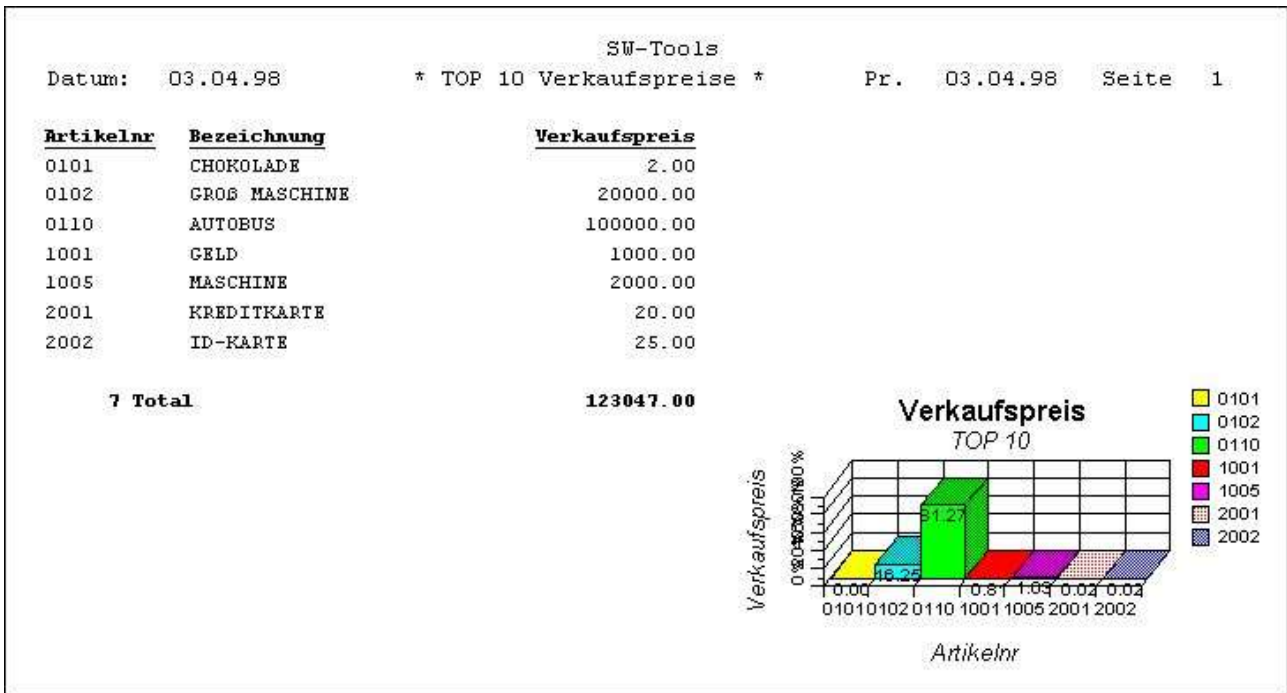 SW-Tools
Datum: 03.04.98 * TOP 10 Verkaufspreise * Pr. 03.04.98 Seite 1
Artikelnr Bezeichnung Verkaufspreis
0101 CHOKOLADE 2.00
0102 GROß MASCHINE 20000.00
0110 AUTOBUS 100000.00
1001 GELD 1000.00
1005 MASCHINE 2000.00
2001 KREDITKARTE 20.00
2002 ID-KARTE 25.00
7 Total 123047.00
Verkaufspreis
TOP 10
0101
0102
0110
1001
1005
2001
2002
Verkaufspreis
0%
81.27
16.25
0.00 0.81 1.63 0.02 0.02
0101 0102 0110 1001 1005 2001 2002
Artikelnr